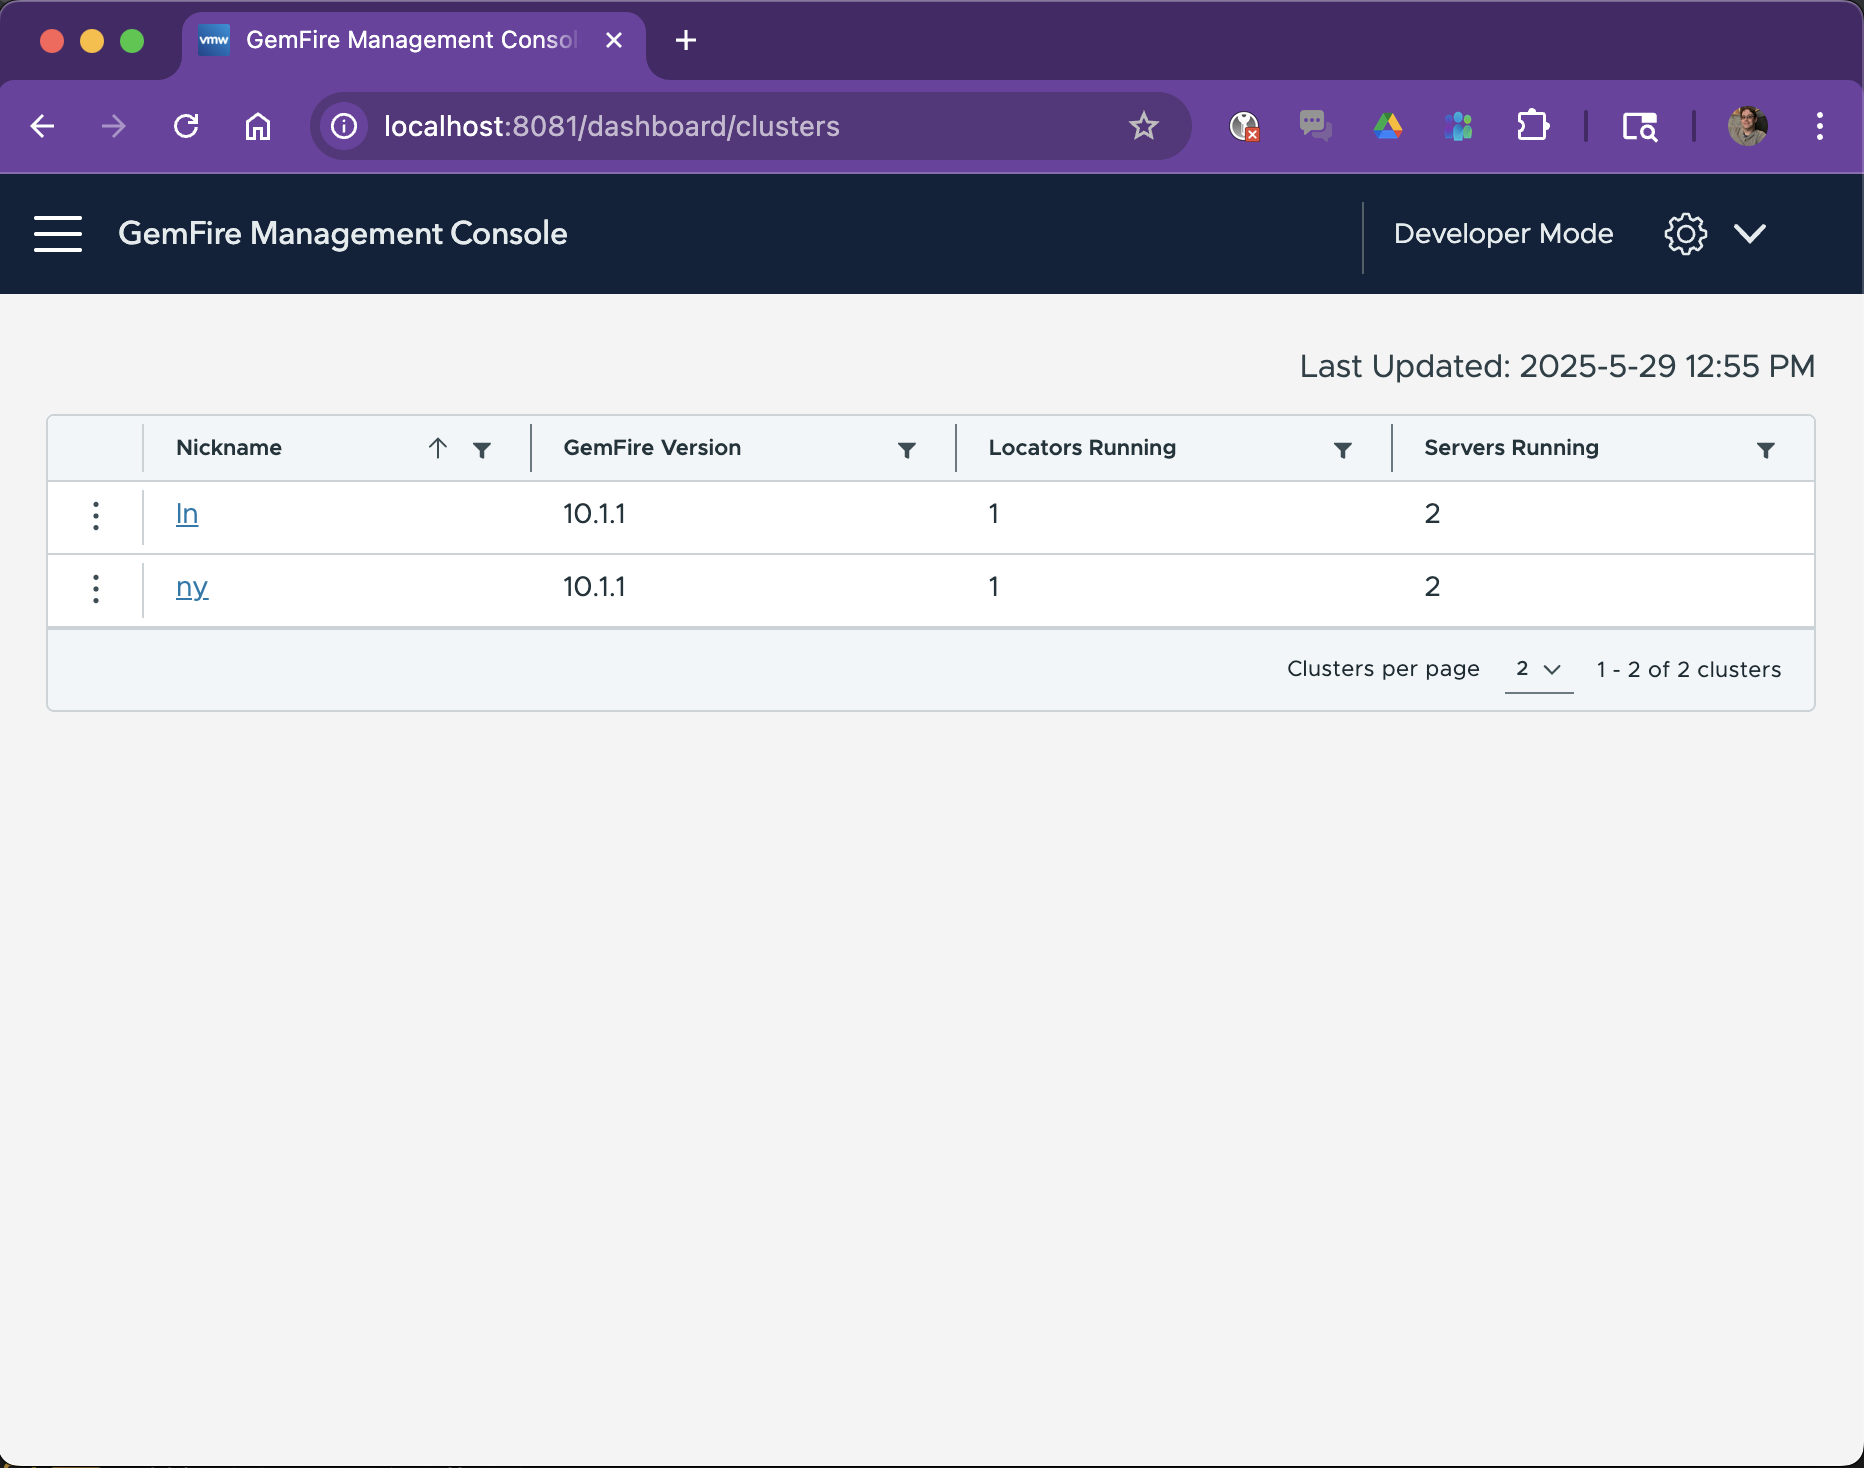 vmw GemFire Management Consol
localhost:8081/dashboard/clusters
GemFire Management Console
Developer Mode
Last Updated: 2025-5-29 12:55 PM
Nickname GemFire Version Locators Running Servers Running
ln 10.1.1 1 2
ny 10.1.1 1 2
Clusters per page 2 1 - 2 of 2 clusters